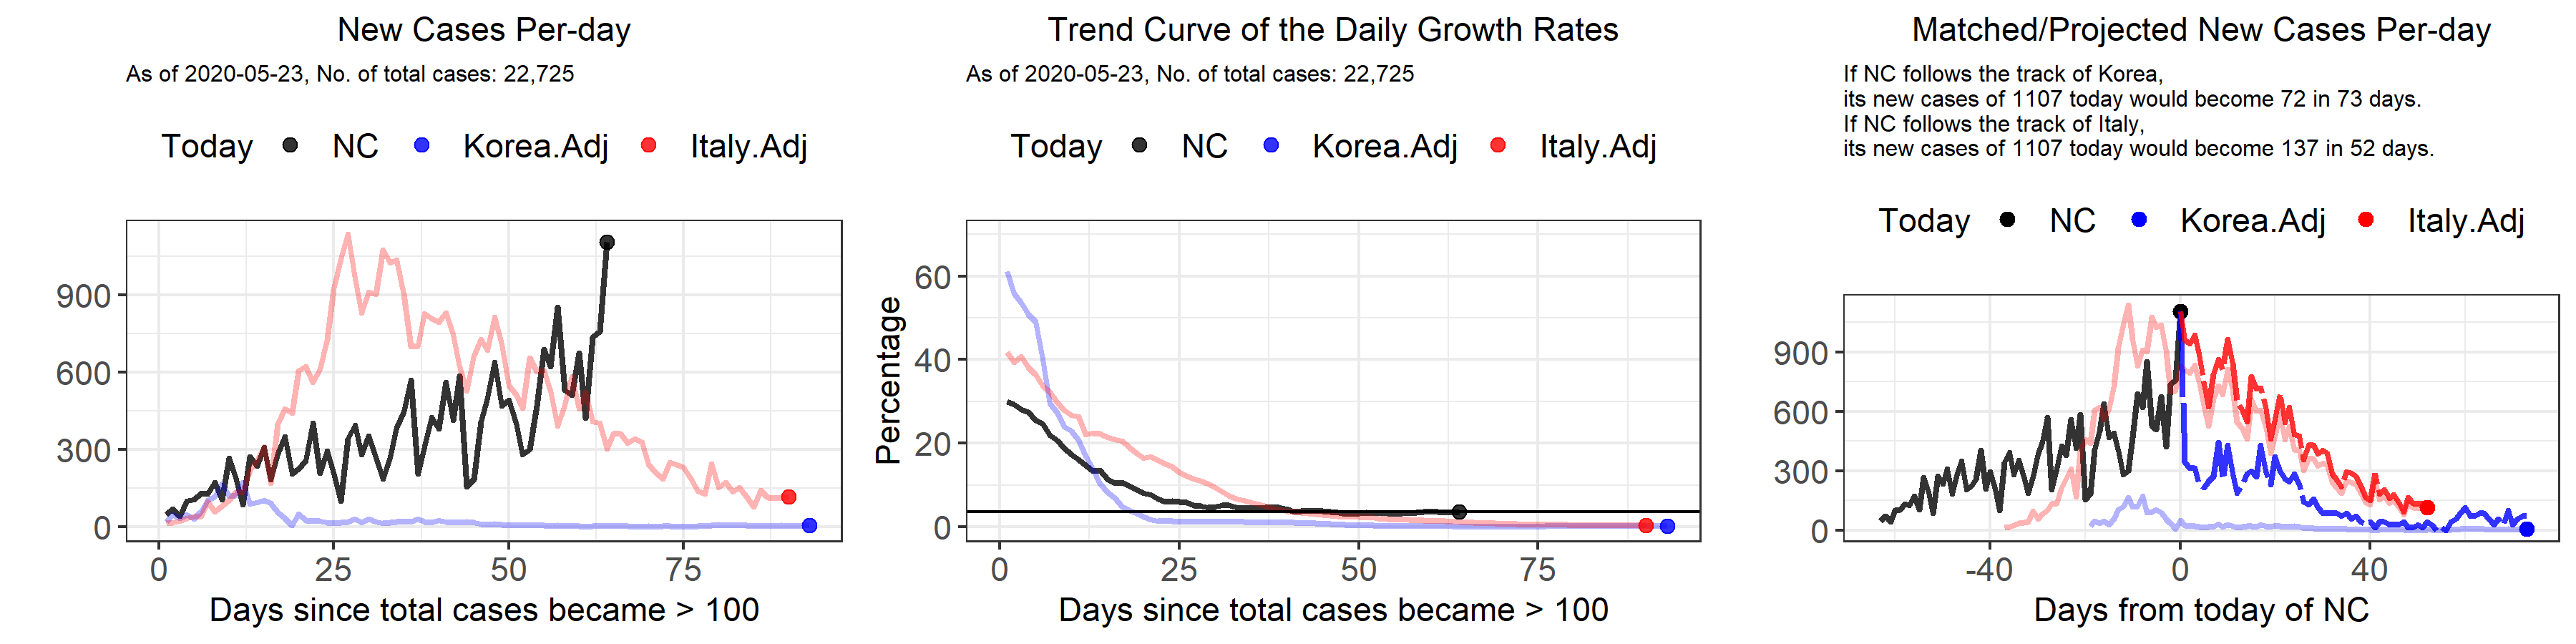 New Cases Per-day
As of 2020-05-23, No. of total cases: 22,725
Today NC Korea.Adj Italy.Adj
900
600
300
0
0 25 50 75
Days since total cases became > 100
Trend Curve of the Daily Growth Rates
As of 2020-05-23, No. of total cases: 22,725
Today NC Korea.Adj Italy.Adj
Percentage
60
40
20
0
0 25 50 75
Days since total cases became > 100
Matched/Projected New Cases Per-day
If NC follows the track of Korea,
its new cases of 1107 today would become 72 in 73 days.
If NC follows the track of Italy,
its new cases of 1107 today would become 137 in 52 days.
Today NC Korea.Adj Italy.Adj
900
600
300
0
-40 0 40
Days from today of NC